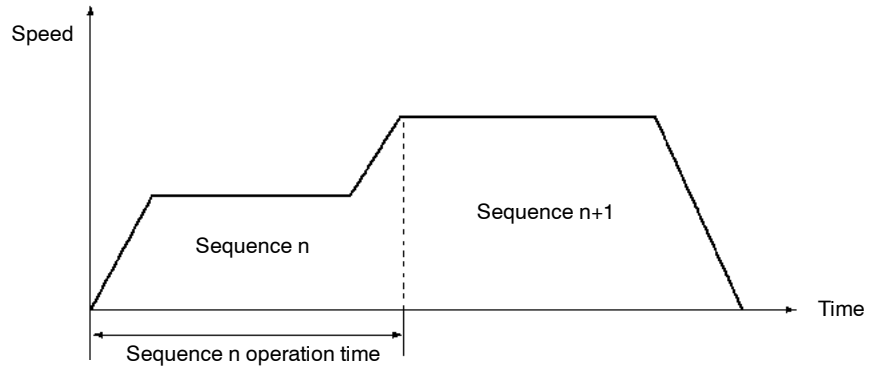 Speed
Sequence n+1
Sequence n
Time
Sequence n operation time